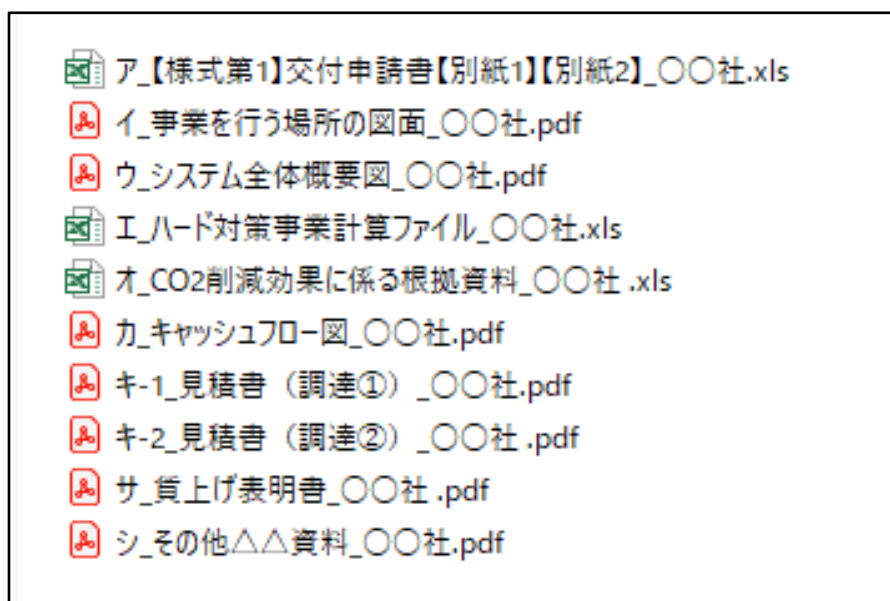 ア_【様式第1】交付申請書【別紙1】【別紙2】_〇〇社.xls
イ_事業を行う場所の図面_〇〇社.pdf
ウ_システム全体概要図_〇〇社.pdf
エ_ハード対策事業計算ファイル_〇〇社.xls
オ_CO2削減効果に係る根拠資料_〇〇社 .xls
カ_キャッシュフロー図_〇〇社.pdf
キ-1_見積書（調達①）_〇〇社.pdf
キ-2_見積書（調達②）_〇〇社 .pdf
サ_賃上げ表明書_〇〇社 .pdf
シ_その他△△資料_〇〇社.pdf